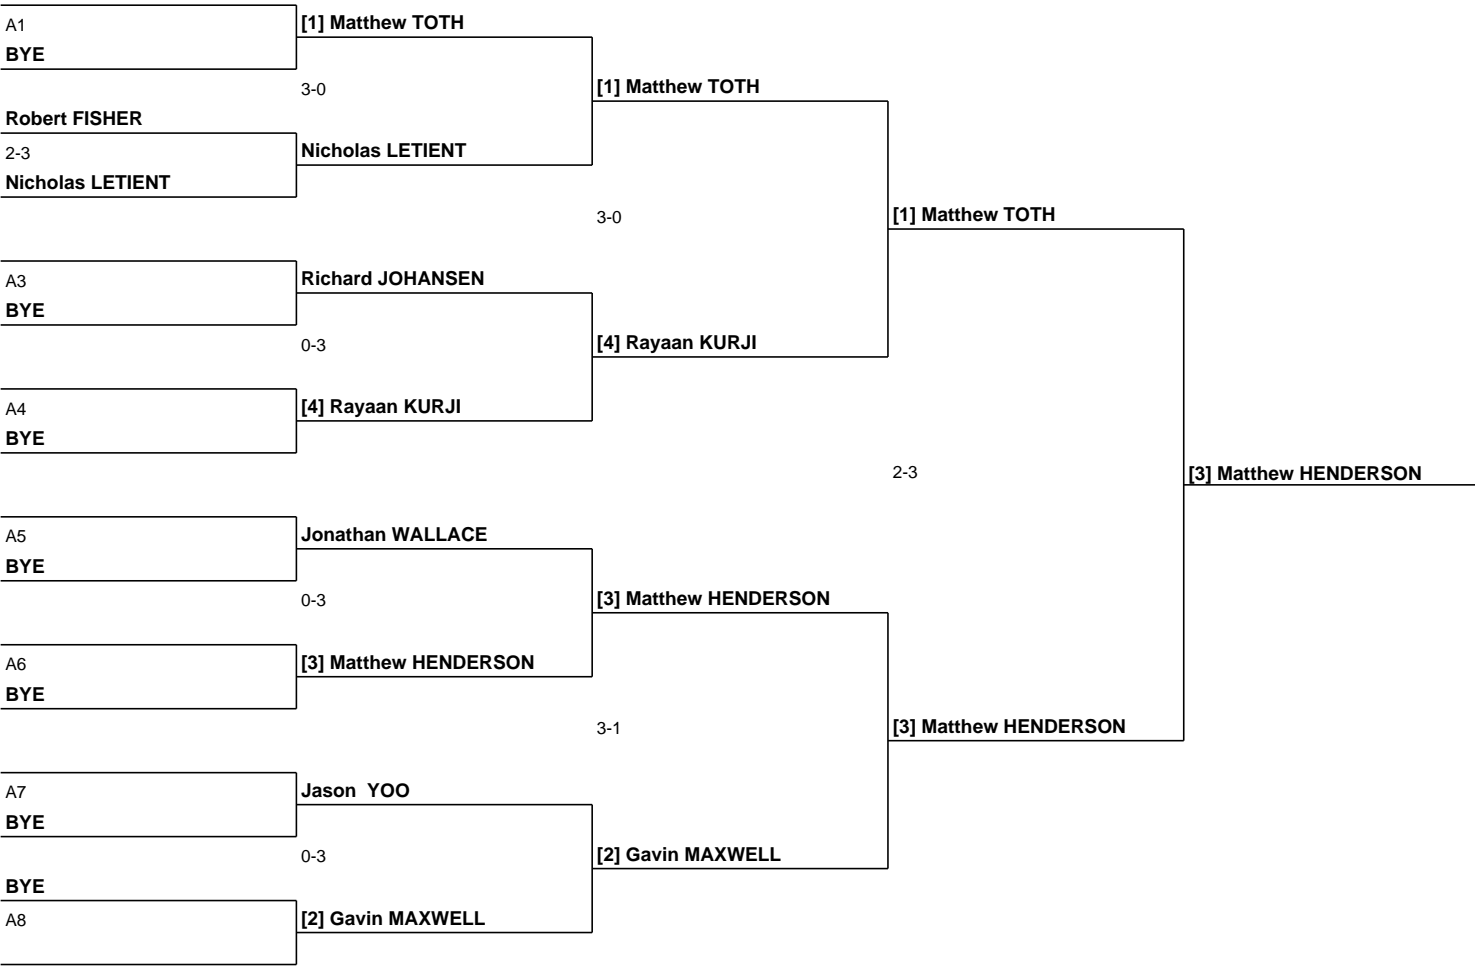 A1
BYE
[1] Matthew TOTH
3-0
Robert FISHER
2-3
Nicholas LETIENT
Nicholas LETIENT
[1] Matthew TOTH
3-0
A3
BYE
Richard JOHANSEN
0-3
A4
BYE
[4] Rayaan KURJI
[4] Rayaan KURJI
[1] Matthew TOTH
2-3
A5
BYE
Jonathan WALLACE
0-3
A6
BYE
[3] Matthew HENDERSON
[3] Matthew HENDERSON
3-1
A7
BYE
Jason  YOO
0-3
BYE
A8
[2] Gavin MAXWELL
[2] Gavin MAXWELL
[3] Matthew HENDERSON
[3] Matthew HENDERSON